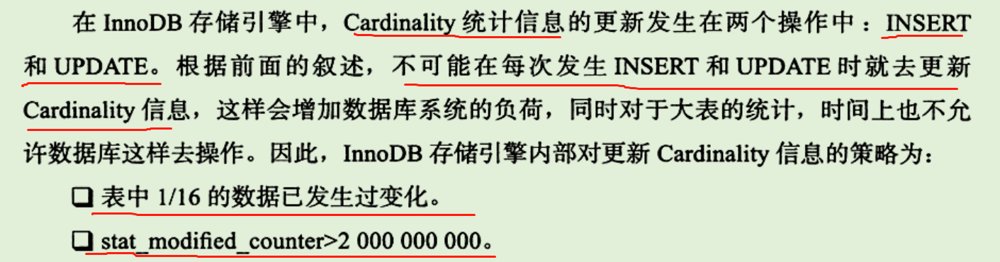 在 InnoDB 存储引擎中，Cardinality 统计信息的更新发生在两个操作中：INSERT
和 UPDATE。根据前面的叙述，不可能在每次发生 INSERT 和 UPDATE 时就去更新
Cardinality 信息，这样会增加数据库系统的负荷，同时对于大表的统计，时间上也不允
许数据库这样去操作。因此，InnoDB 存储引擎内部对更新 Cardinality 信息的策略为：
❑ 表中 1/16 的数据已发生过变化。
❑ stat_modified_counter>2 000 000 000。